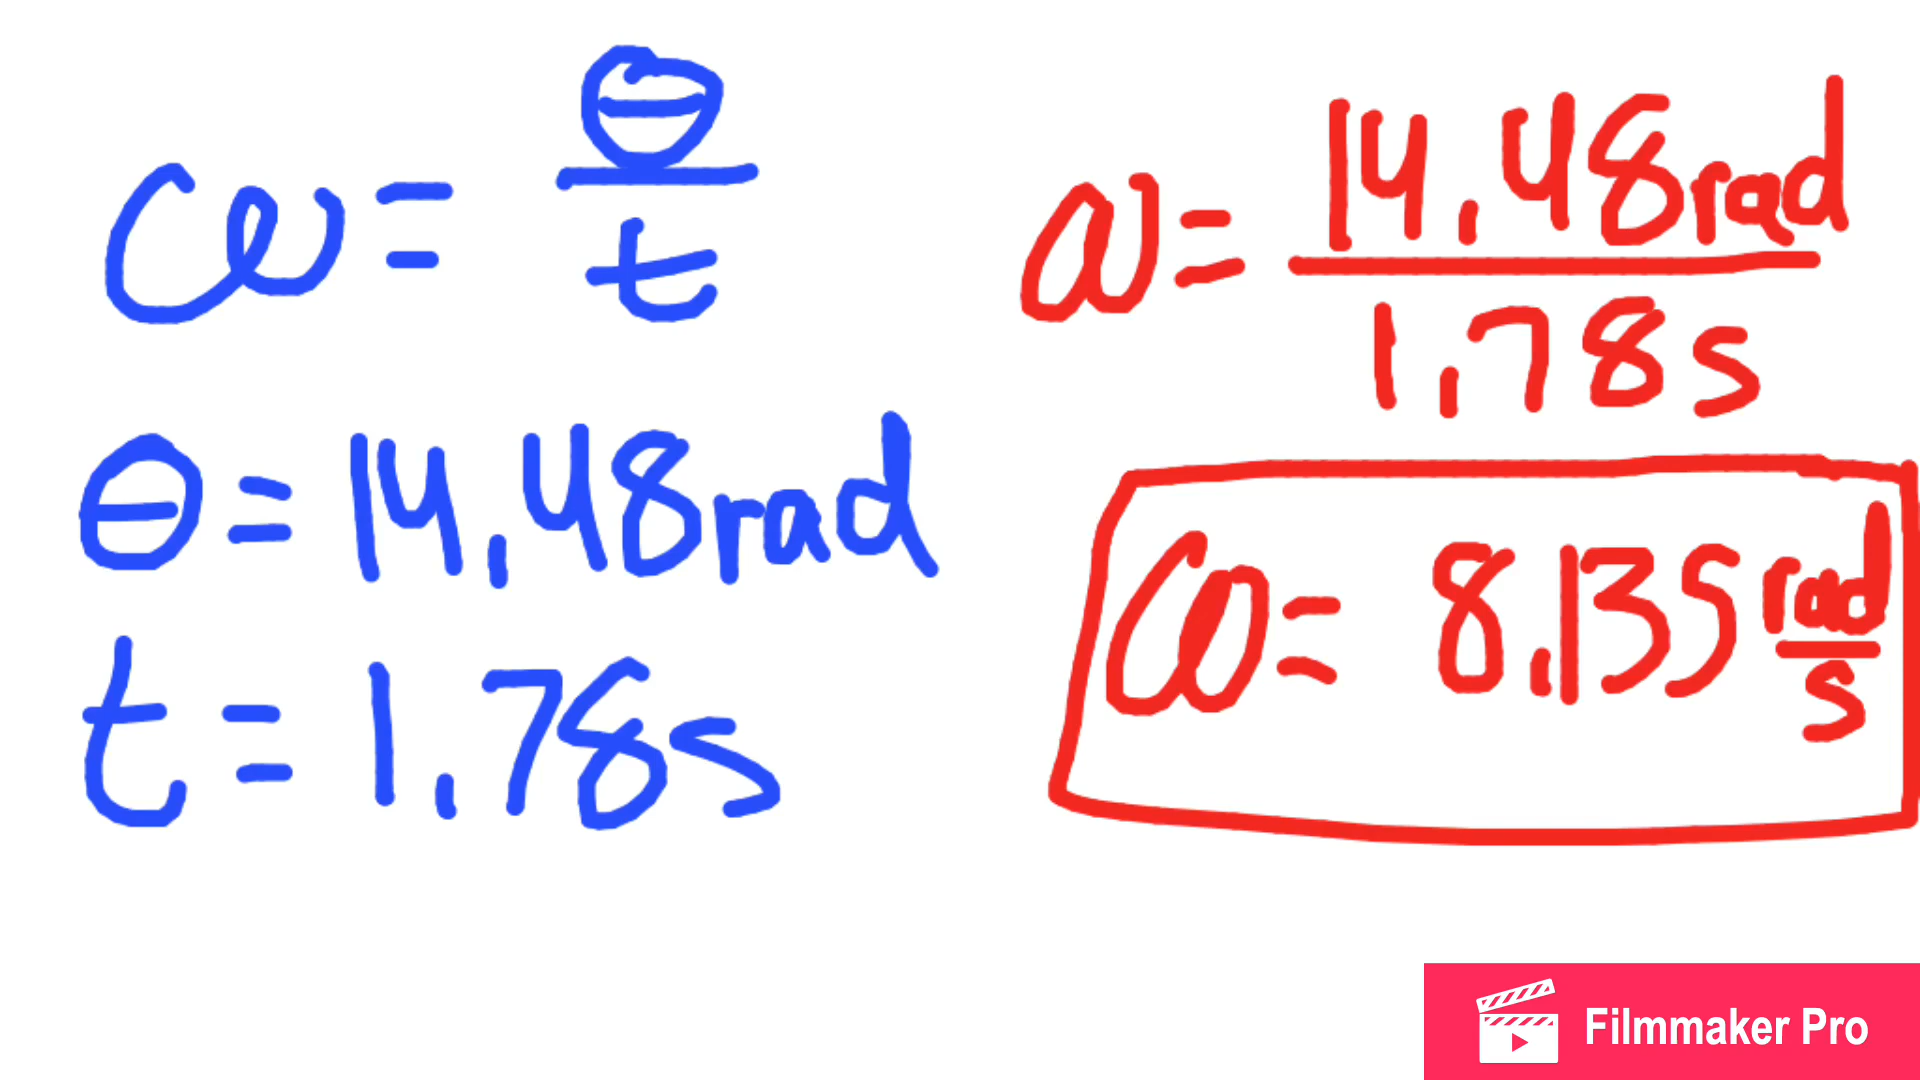 ω = θ/t
θ = 14.48rad
t = 1.78s
ω = 14.48rad/1.78s
ω = 8.135 rad/s
Filmmaker Pro